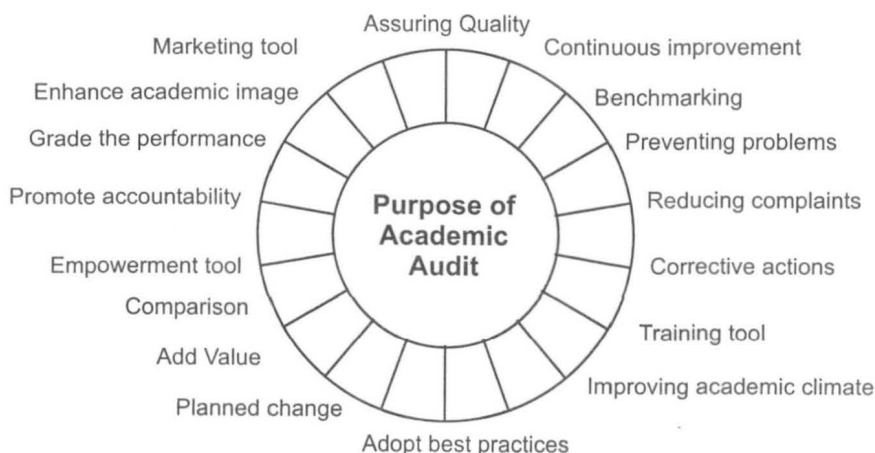 Assuring Quality
Marketing tool
Continuous improvement
Enhance academic image
Benchmarking
Grade the performance
Preventing problems
Promote accountability
Reducing complaints
Purpose of
Academic
Audit
Empowerment tool
Corrective actions
Comparison
Training tool
Add Value
Improving academic climate
Planned change
Adopt best practices